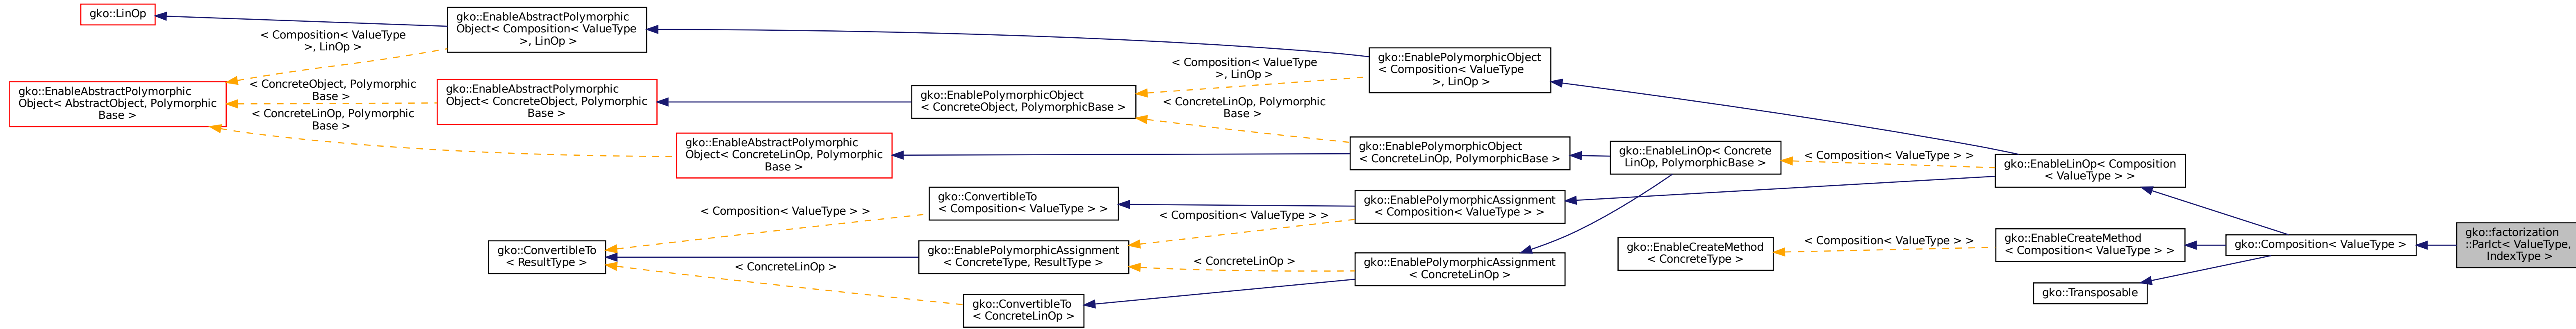 gko::LinOp
gko::EnableAbstractPolymorphic
Object< Composition< ValueType
>, LinOp >
< Composition< ValueType
>, LinOp >
gko::EnableAbstractPolymorphic
Object< AbstractObject, Polymorphic
Base >
< ConcreteObject, Polymorphic
Base >
< ConcreteLinOp, Polymorphic
Base >
gko::EnableAbstractPolymorphic
Object< ConcreteObject, Polymorphic
Base >
gko::EnableAbstractPolymorphic
Object< ConcreteLinOp, Polymorphic
Base >
gko::EnablePolymorphicObject
< ConcreteObject, PolymorphicBase >
< Composition< ValueType
>, LinOp >
< ConcreteLinOp, Polymorphic
Base >
gko::EnablePolymorphicObject
< Composition< ValueType
>, LinOp >
gko::EnablePolymorphicObject
< ConcreteLinOp, PolymorphicBase >
gko::EnableLinOp< Concrete
LinOp, PolymorphicBase >
< Composition< ValueType > >
gko::EnableLinOp< Composition
< ValueType > >
gko::ConvertibleTo
< Composition< ValueType > >
< Composition< ValueType > >
gko::ConvertibleTo
< ResultType >
gko::EnablePolymorphicAssignment
< ConcreteType, ResultType >
< ConcreteLinOp >
gko::ConvertibleTo
< ConcreteLinOp >
< Composition< ValueType > >
< ConcreteLinOp >
gko::EnablePolymorphicAssignment
< Composition< ValueType > >
gko::EnablePolymorphicAssignment
< ConcreteLinOp >
gko::EnableCreateMethod
< ConcreteType >
< Composition< ValueType > >
gko::EnableCreateMethod
< Composition< ValueType > >
gko::Transposable
gko::Composition< ValueType >
gko::factorization
::ParIct< ValueType,
IndexType >